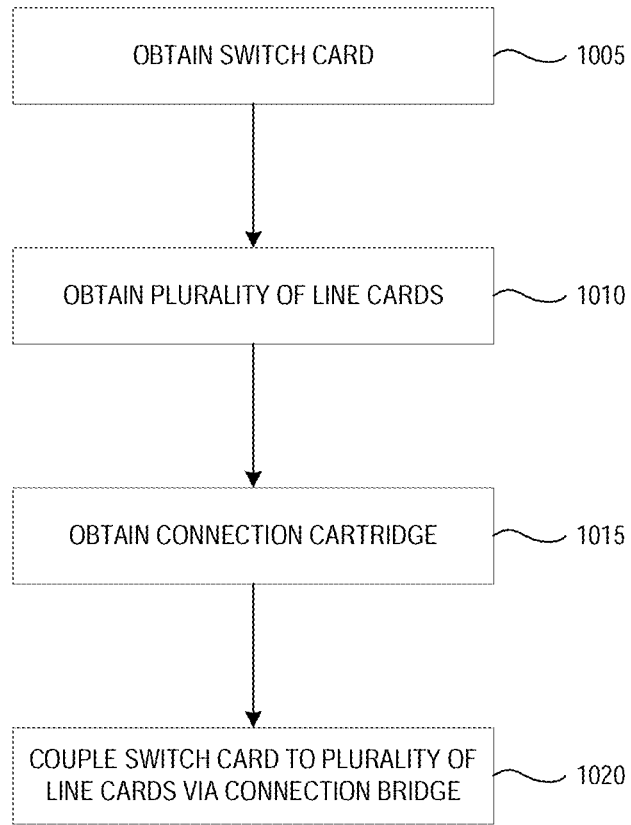 OBTAIN SWITCH CARD
1005
OBTAIN PLURALITY OF LINE CARDS
1010
OBTAIN CONNECTION CARTRIDGE
1015
COUPLE SWITCH CARD TO PLURALITY OF
LINE CARDS VIA CONNECTION BRIDGE
1020